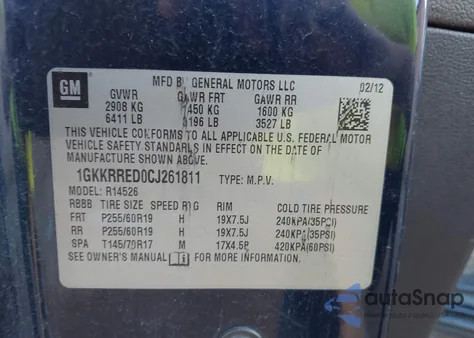 GM
MFD BY GENERAL MOTORS LLC 02/12
GVWR GAWR FRT GAWR RR
2908 KG 1450 KG 1600 KG
6411 LB 3196 LB 3527 LB
THIS VEHICLE CONFORMS TO ALL APPLICABLE U.S. FEDERAL MOTOR
VEHICLE SAFETY STANDARDS IN EFFECT ON THE DATE OF
MANUFACTURE SHOWN ABOVE.
1GKKRRED0CJ261811 TYPE: M.P.V.
MODEL: R14526
RBBB TIRE SIZE SPEED RTG RIM COLD TIRE PRESSURE
FRT P255/60R19 H 19X7.5J 240KPA(35PSI)
RR P255/60R19 H 19X7.5J 240KPA(35PSI)
SPA T145/70R17 M 17X4.5B 420KPA(60PSI)
SEE OWNER'S MANUAL FOR MORE INFORMATION.
autoSnap